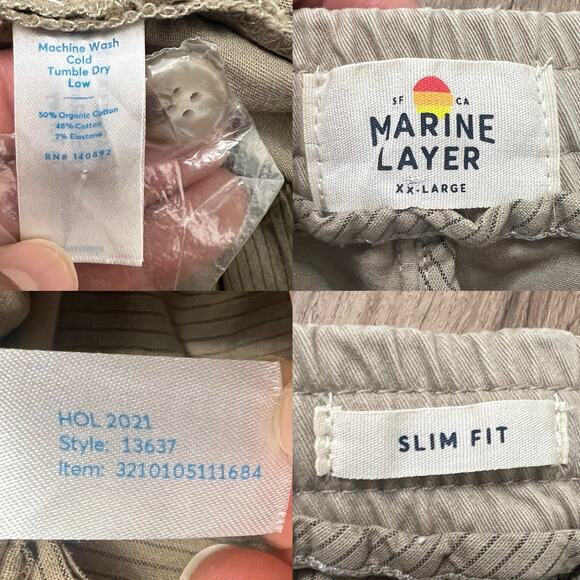 Machine Wash
Cold
Tumble Dry
Low
50% Organic Cotton
48% Cotton
2% Elastane
RN# 140892
SF CA
MARINE
LAYER
XX-LARGE
HOL 2021
Style: 13637
Item: 3210105111684
SLIM FIT